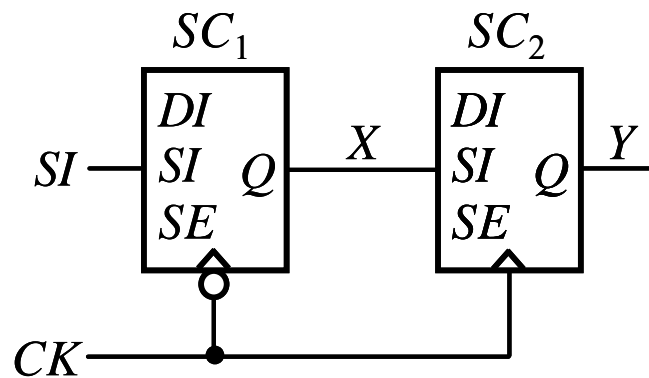 SC₁ SC₂
DI DI
SI SI Q X SI Q Y
SE SE
CK